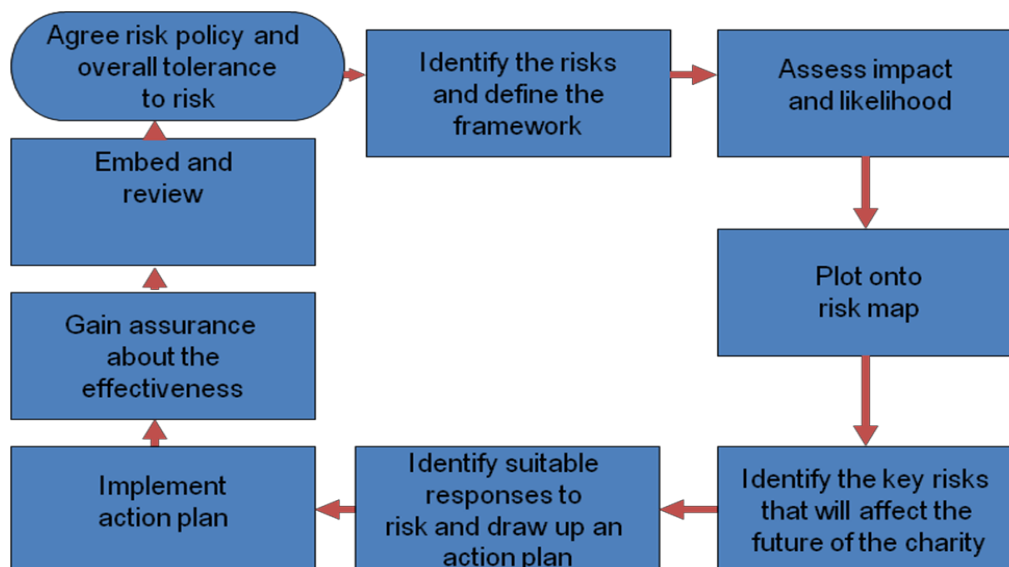 Agree risk policy and
overall tolerance
to risk
Identify the risks
and define the
framework
Assess impact
and likelihood
Plot onto
risk map
Identify the key risks
that will affect the
future of the charity
Identify suitable
responses to
risk and draw up an
action plan
Implement
action plan
Gain assurance
about the
effectiveness
Embed and
review